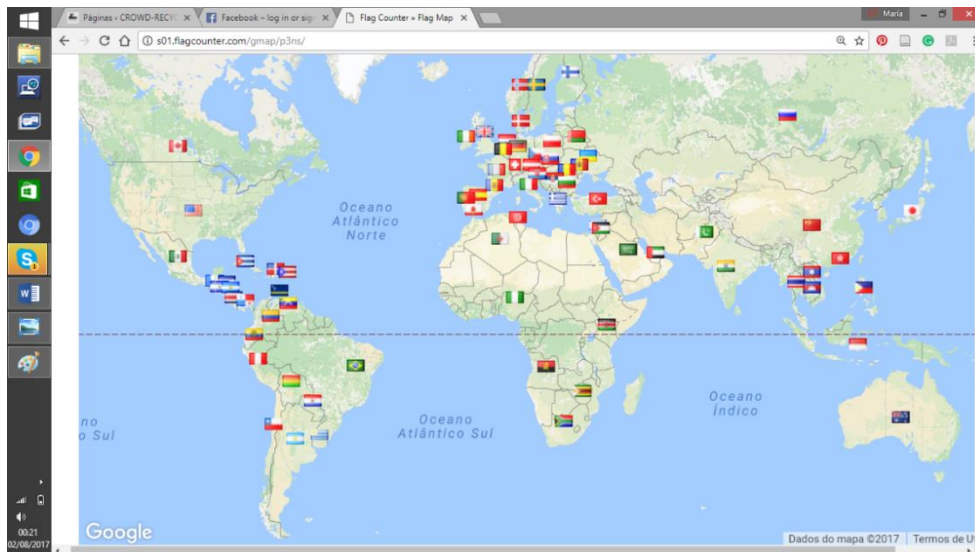 Páginas ‹ CROWD-RECYC
Facebook – log in or sig
Flag Counter » Flag Map
María
s01.flagcounter.com/gmap/p3ns/
Oceano
Atlântico
Norte
Oceano
Índico
no
o Sul
Oceano
Atlântico Sul
Google
Dados do mapa ©2017
Termos de U
00:21
02/08/2017